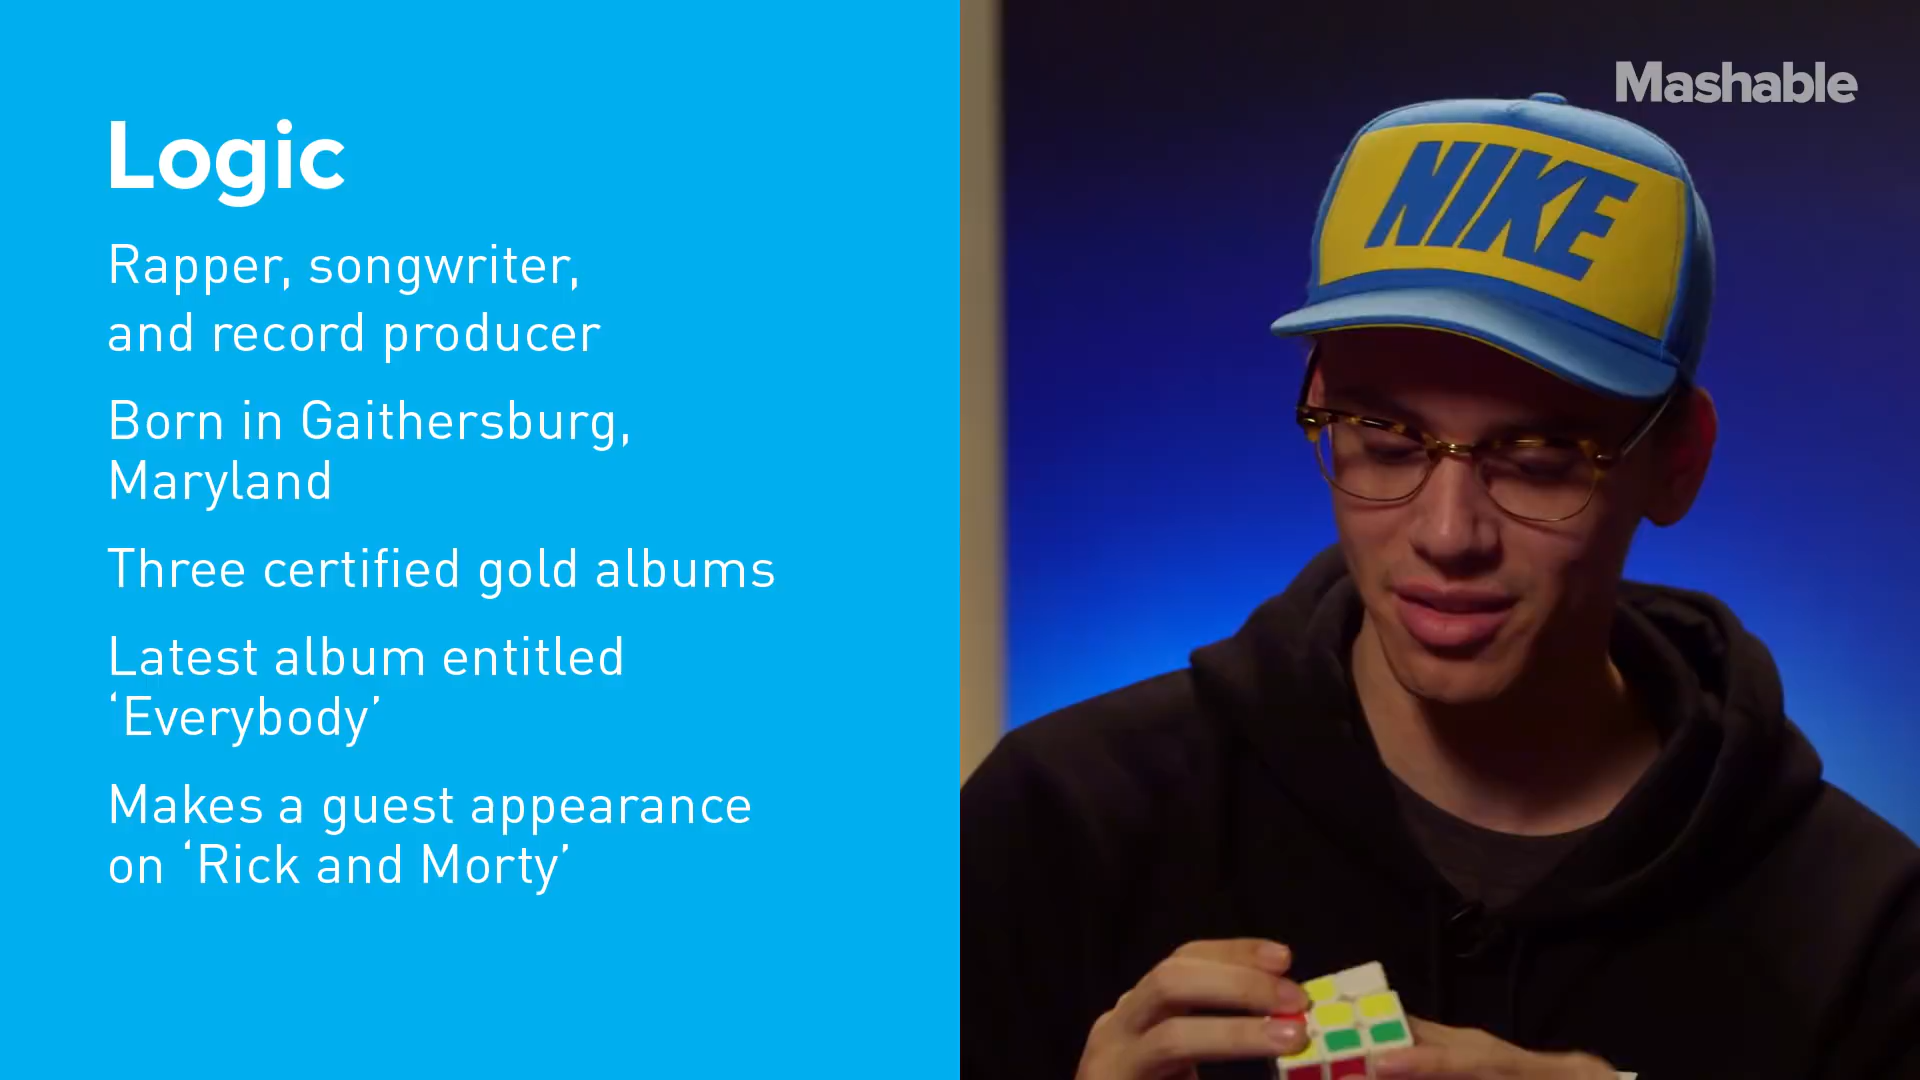 Mashable
Logic
NIKE
Rapper, songwriter,
and record producer
Born in Gaithersburg,
Maryland
Three certified gold albums
Latest album entitled
‘Everybody’
Makes a guest appearance
on ‘Rick and Morty’